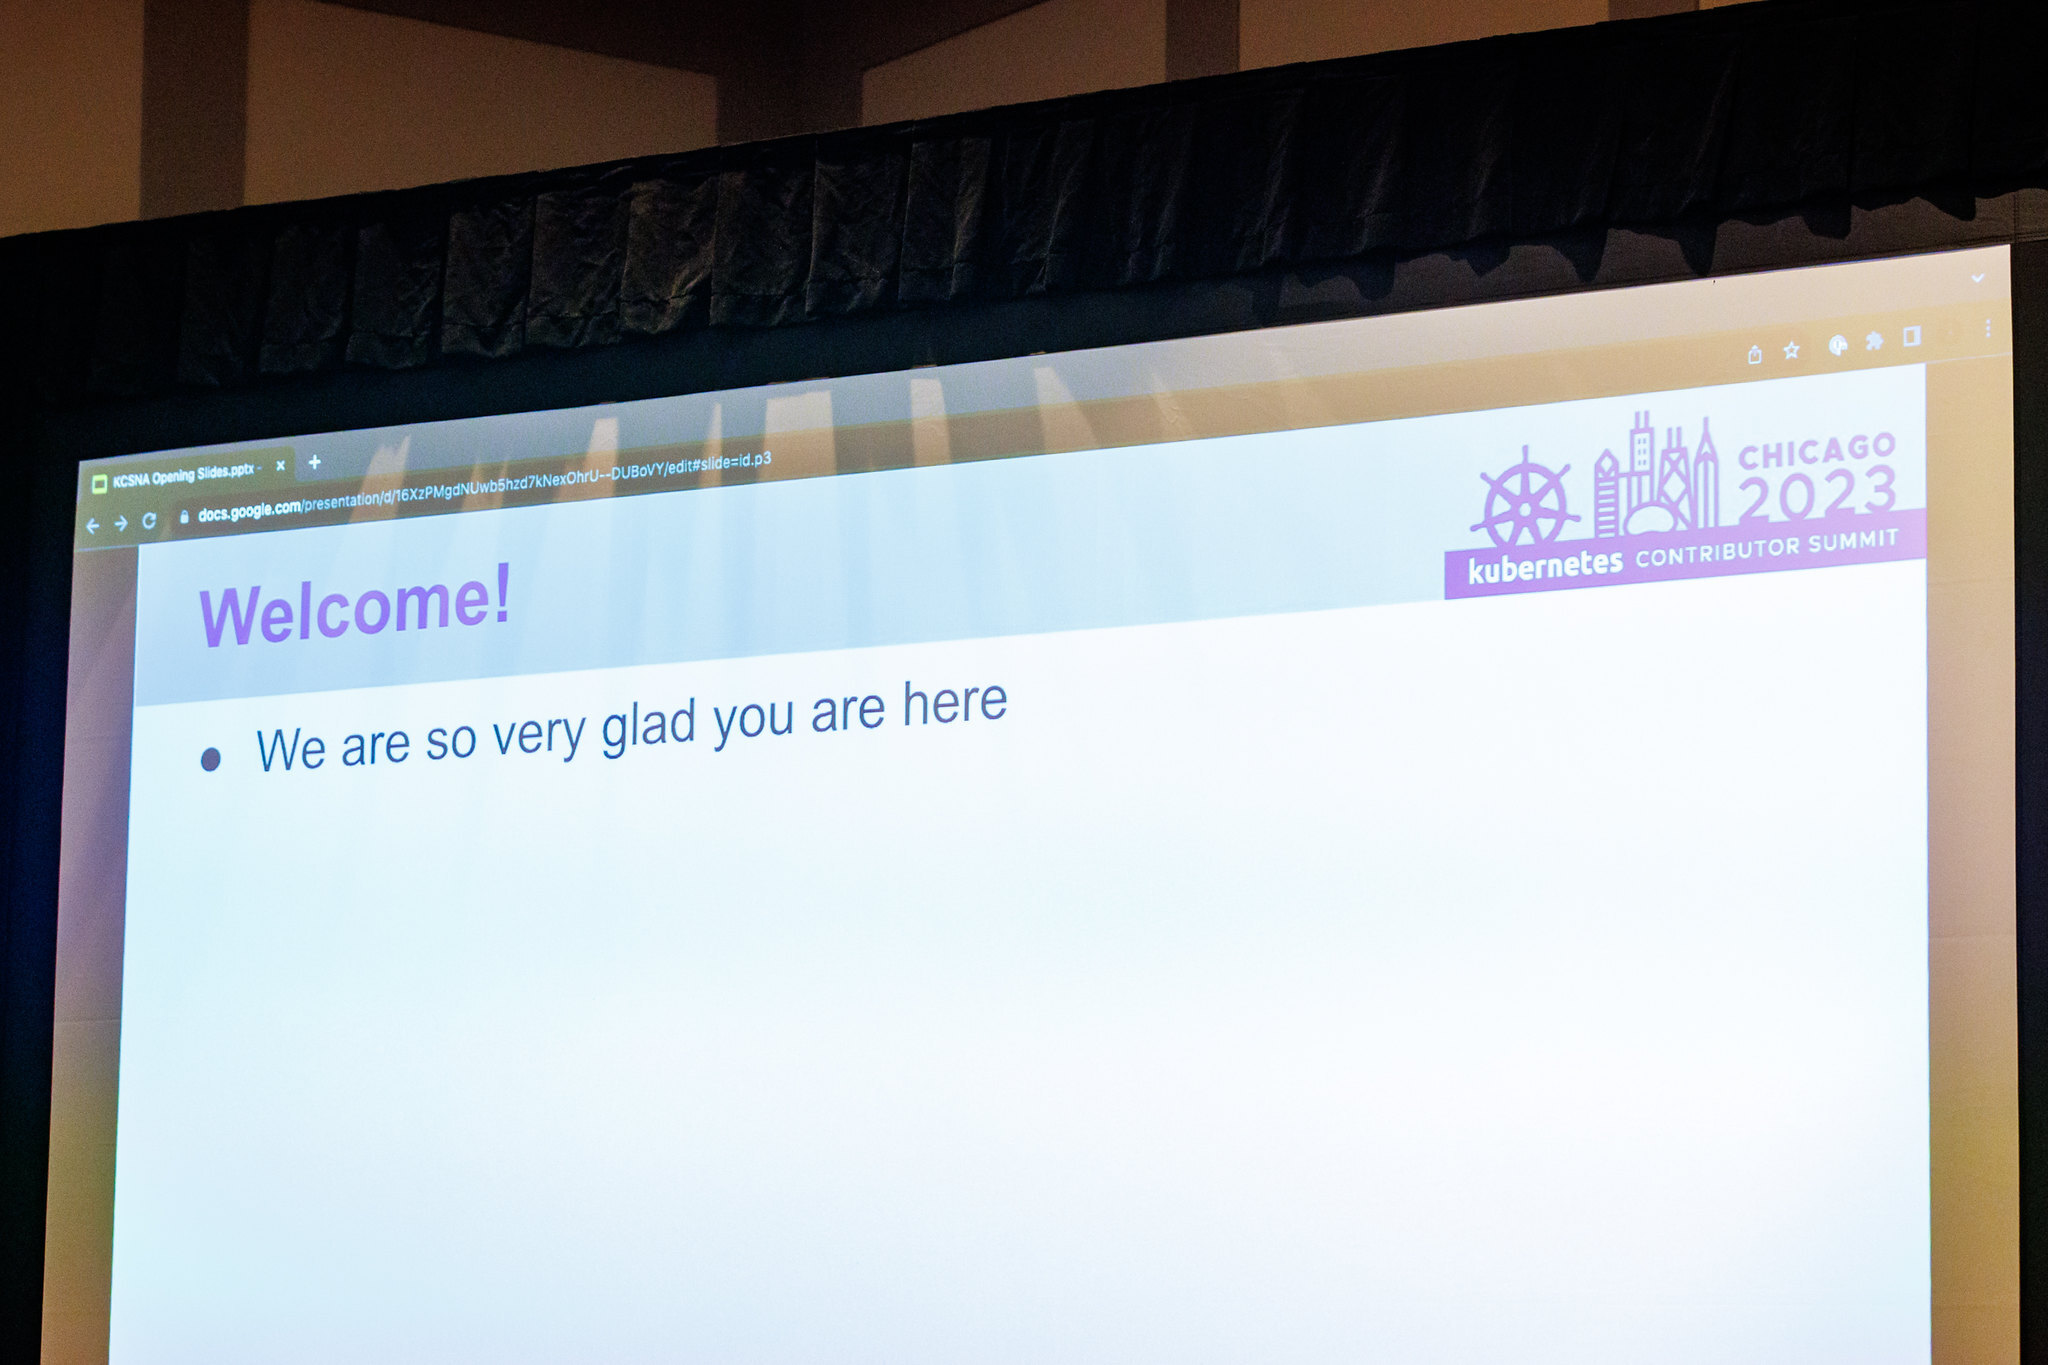 KCSNA Opening Slides.pptx -
docs.google.com/presentation/d/16XzPMgdNUwb5hzd7kNexOhrU--DUBoVY/edit#slide=id.p3
CHICAGO
2023
kubernetes CONTRIBUTOR SUMMIT
Welcome!
● We are so very glad you are here